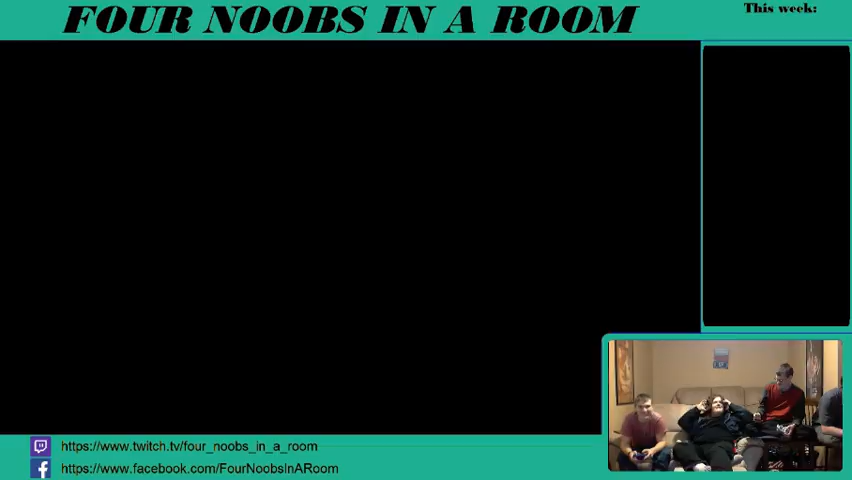 FOUR NOOBS IN A ROOM
This week:
https://www.twitch.tv/four_noobs_in_a_room
https://www.facebook.com/FourNoobsInARoom